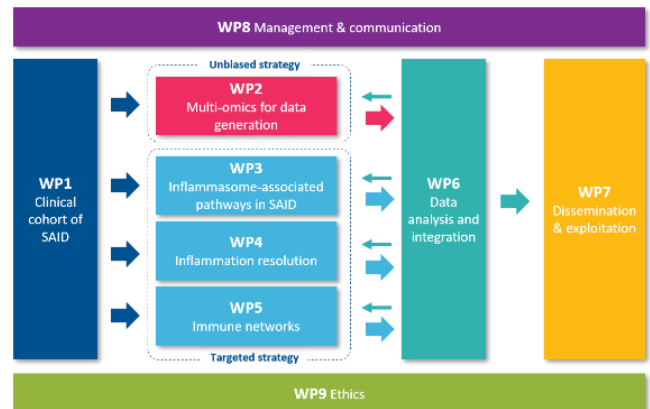 WP8 Management & communication
Unbiased strategy
WP2
Multi-omics for data
generation
WP1
Clinical
cohort of
SAID
WP3
Inflammasome-associated
pathways in SAID
WP4
Inflammation resolution
WP5
Immune networks
Targeted strategy
WP6
Data
analysis and
integration
WP7
Dissemination
& exploitation
WP9 Ethics